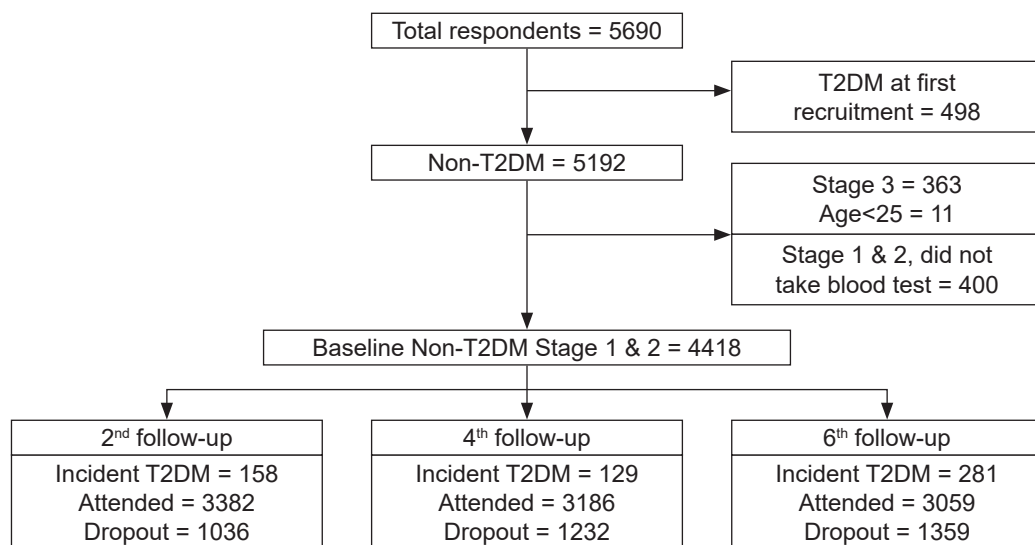 Total respondents = 5690
T2DM at first
recruitment = 498
Non-T2DM = 5192
Stage 3 = 363
Age<25 = 11
Stage 1 & 2, did not
take blood test = 400
Baseline Non-T2DM Stage 1 & 2 = 4418
2nd follow-up
Incident T2DM = 158
Attended = 3382
Dropout = 1036
4th follow-up
Incident T2DM = 129
Attended = 3186
Dropout = 1232
6th follow-up
Incident T2DM = 281
Attended = 3059
Dropout = 1359